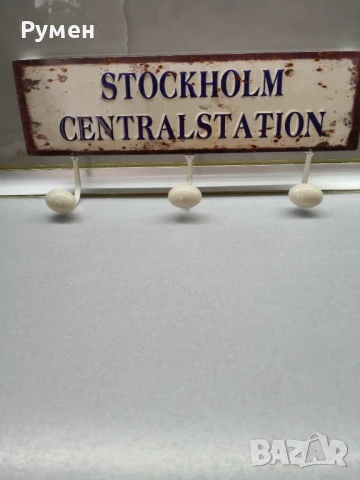 Румен
STOCKHOLM
CENTRALSTATION
BAZAR